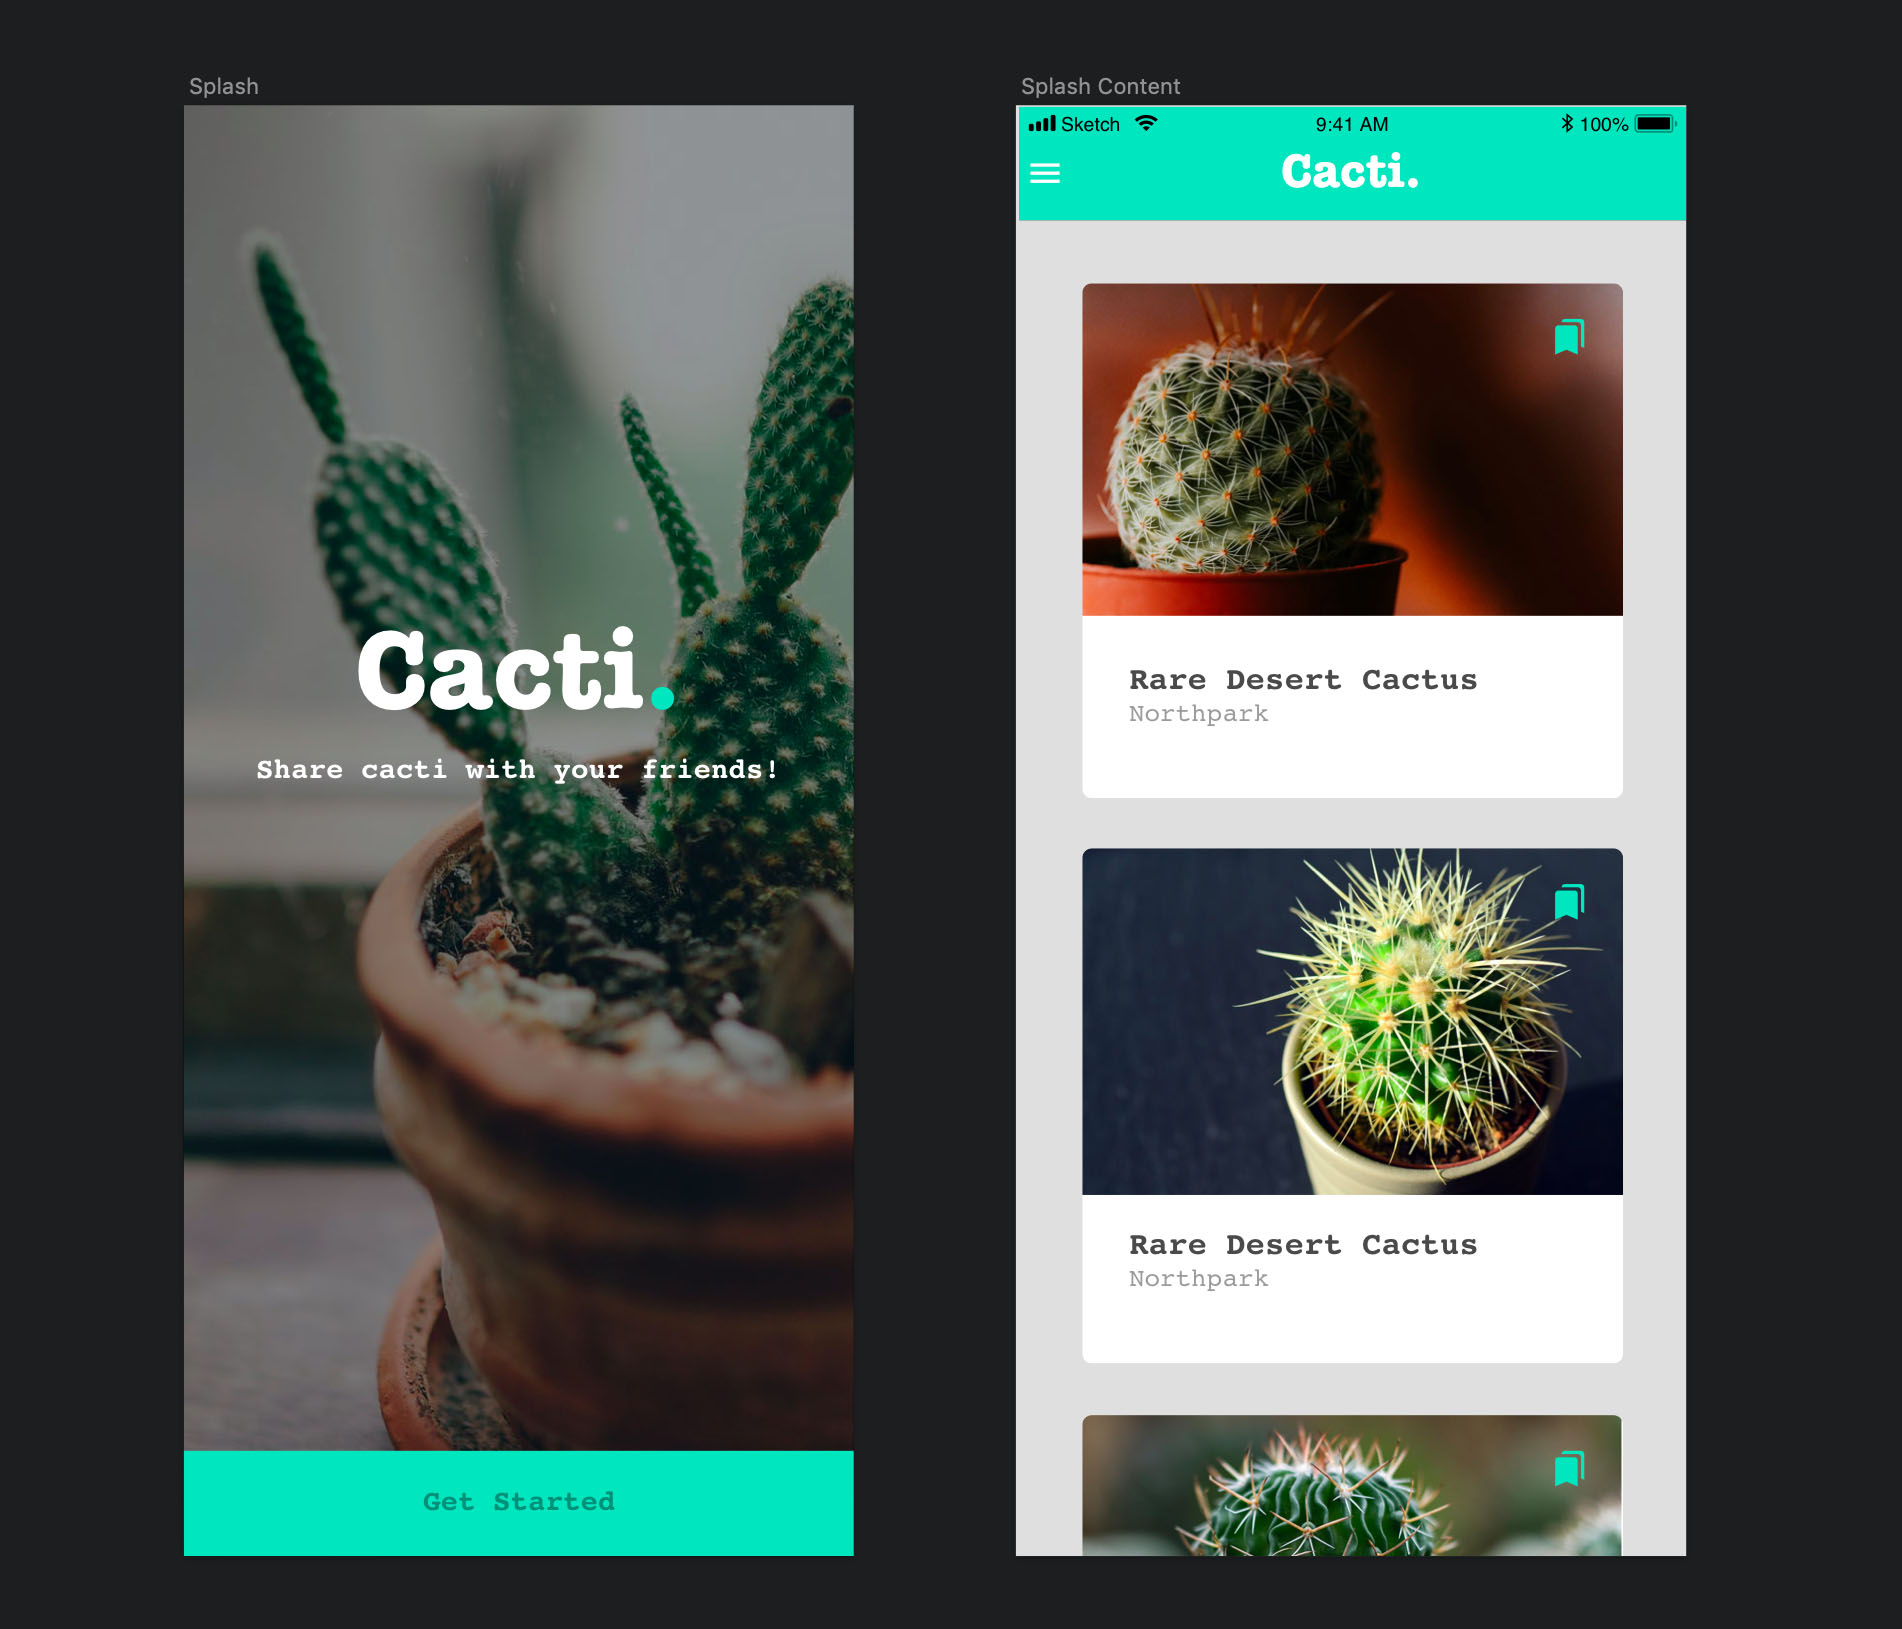 Splash
Cacti.
Share cacti with your friends!
Get Started
Splash Content
Sketch 9:41 AM 100%
Cacti.
Rare Desert Cactus
Northpark
Rare Desert Cactus
Northpark